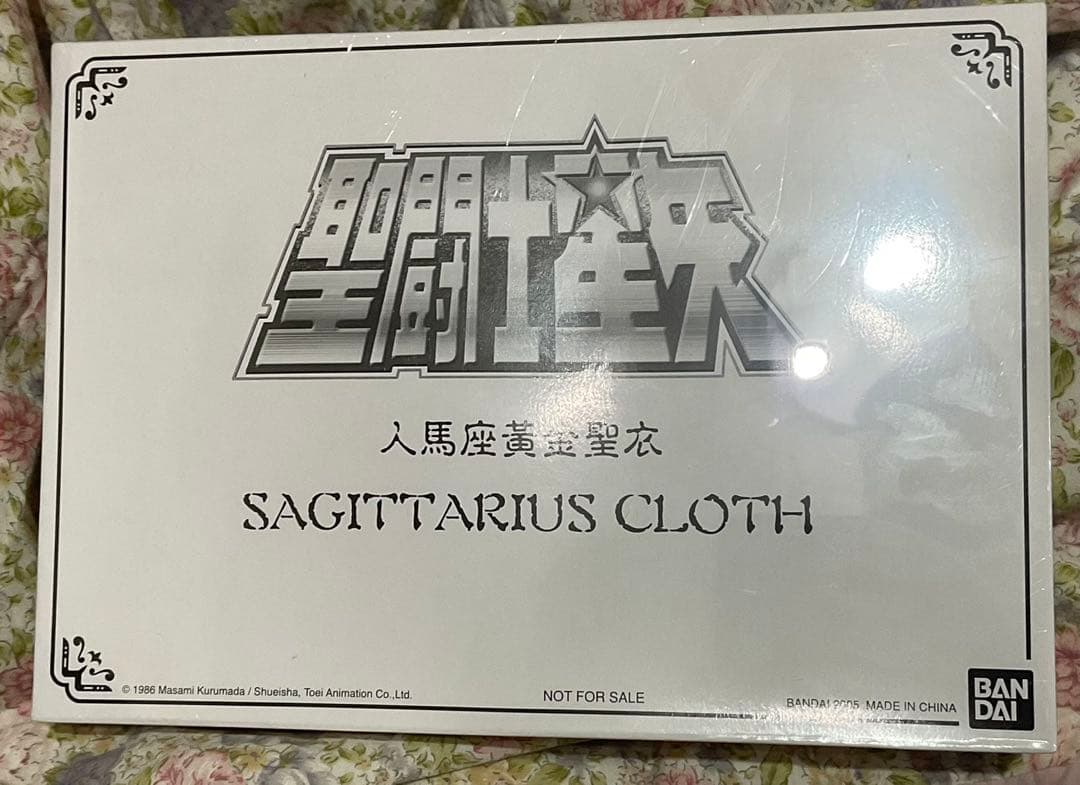 聖闘士星矢
人馬座黃金聖衣
SAGITTARIUS CLOTH
© 1986 Masami Kurumada / Shueisha, Toei Animation Co.,Ltd.
NOT FOR SALE
BANDAI 2005 MADE IN CHINA
BAN
DAI